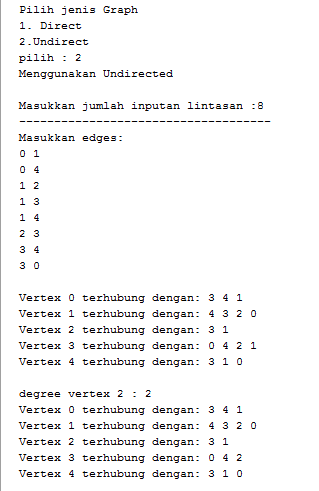 Pilih jenis Graph
1. Direct
2.Undirect
pilih : 2
Menggunakan Undirected
Masukkan jumlah inputan lintasan :8
------------------------------------
Masukkan edges:
0 1
0 4
1 2
1 3
1 4
2 3
3 4
3 0
Vertex 0 terhubung dengan: 3 4 1
Vertex 1 terhubung dengan: 4 3 2 0
Vertex 2 terhubung dengan: 3 1
Vertex 3 terhubung dengan: 0 4 2 1
Vertex 4 terhubung dengan: 3 1 0
degree vertex 2 : 2
Vertex 0 terhubung dengan: 3 4 1
Vertex 1 terhubung dengan: 4 3 2 0
Vertex 2 terhubung dengan: 3 1
Vertex 3 terhubung dengan: 0 4 2
Vertex 4 terhubung dengan: 3 1 0